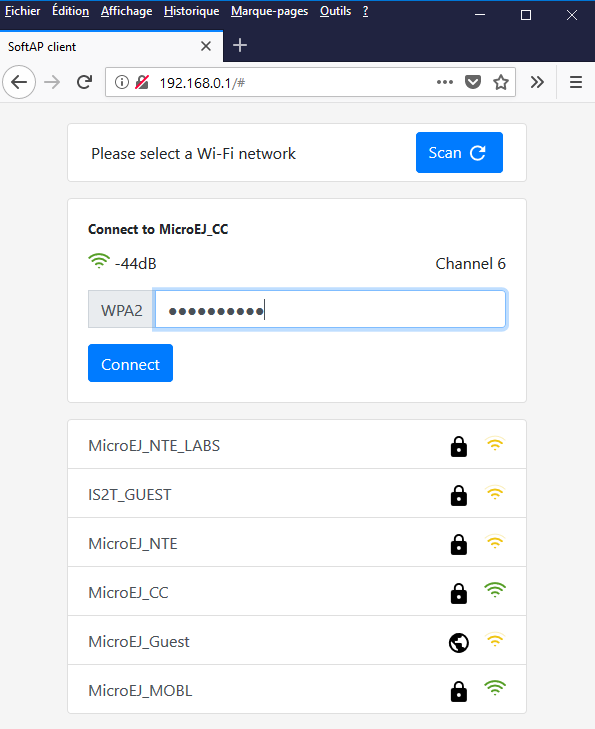 Fichier Édition Affichage Historique Marque-pages Outils ?
SoftAP client
192.168.0.1/#
Please select a Wi-Fi network
Scan
Connect to MicroEJ_CC
-44dB
Channel 6
WPA2
Connect
MicroEJ_NTE_LABS
IS2T_GUEST
MicroEJ_NTE
MicroEJ_CC
MicroEJ_Guest
MicroEJ_MOBL